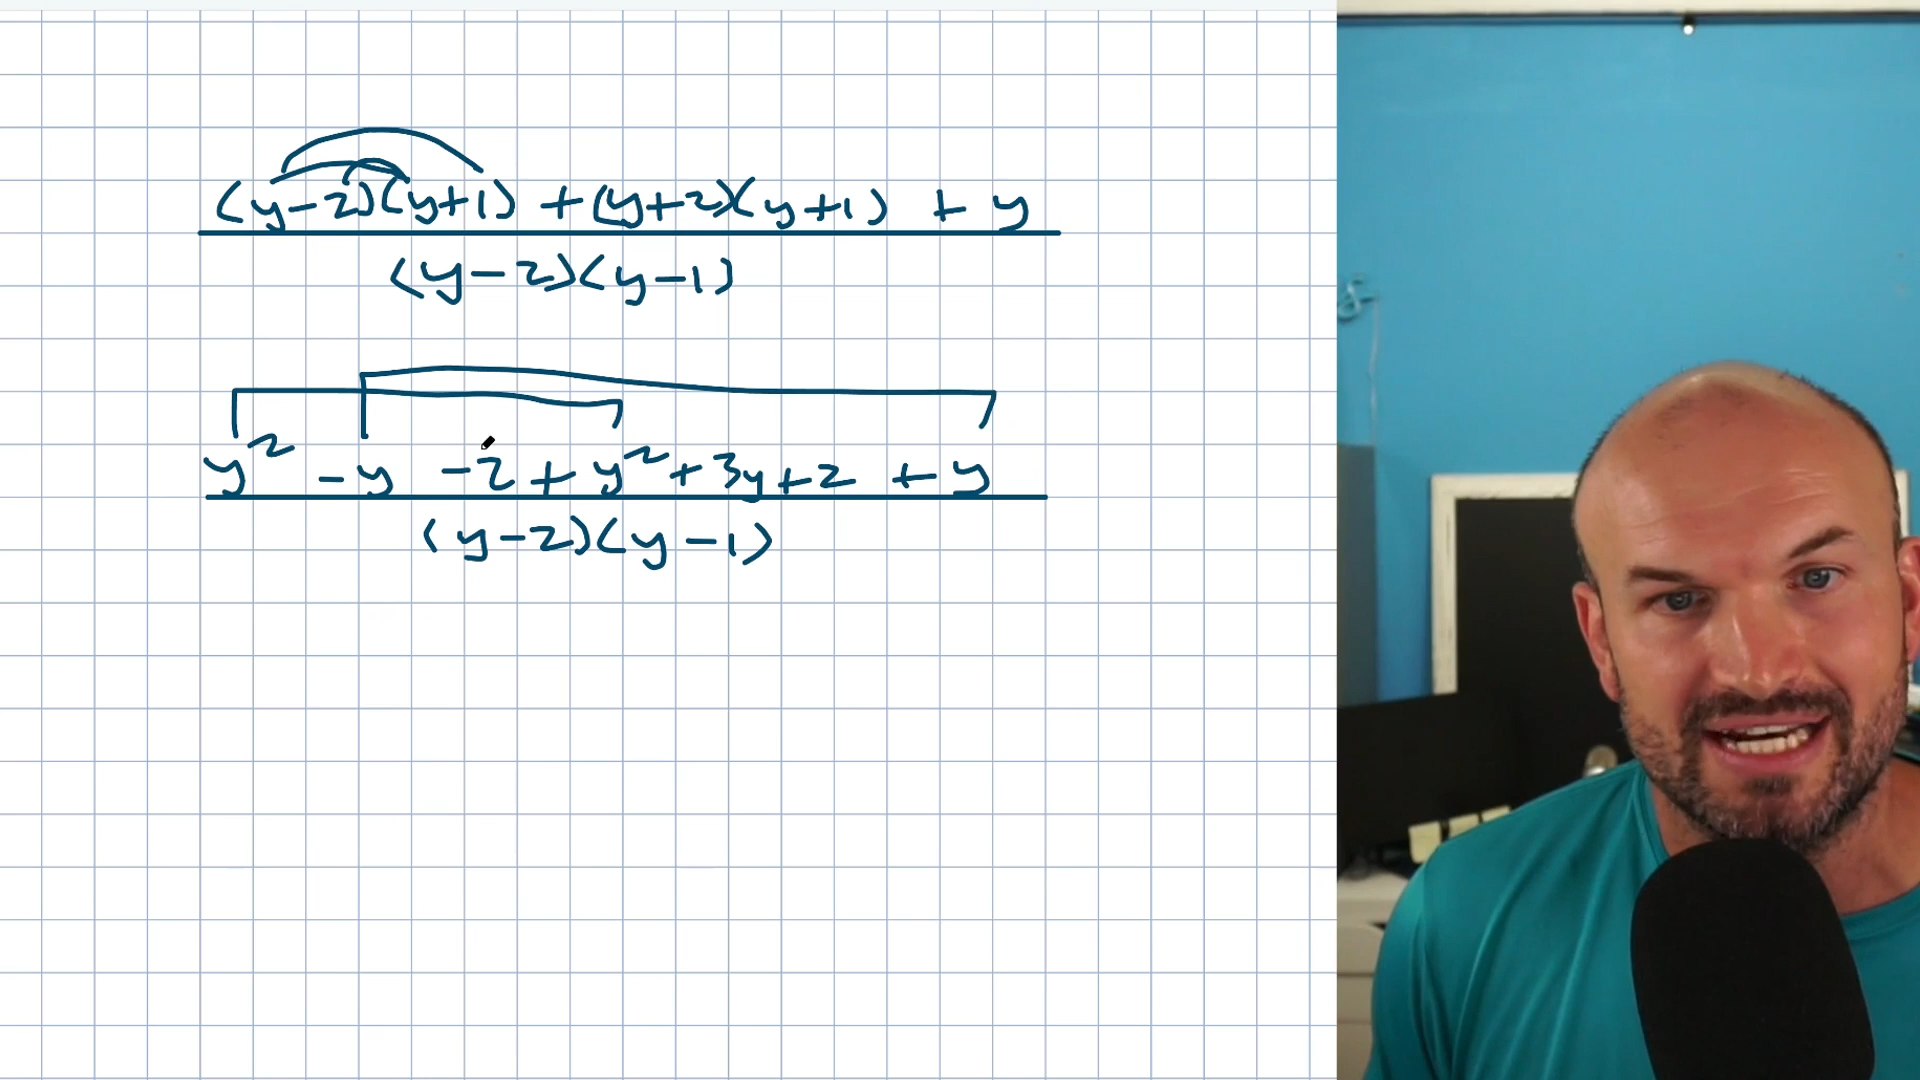 (y-2)(y+1) + (y+2)(y+1) + y
(y-2)(y-1)
y² - y -2 + y² + 3y + 2 + y
(y-2)(y-1)